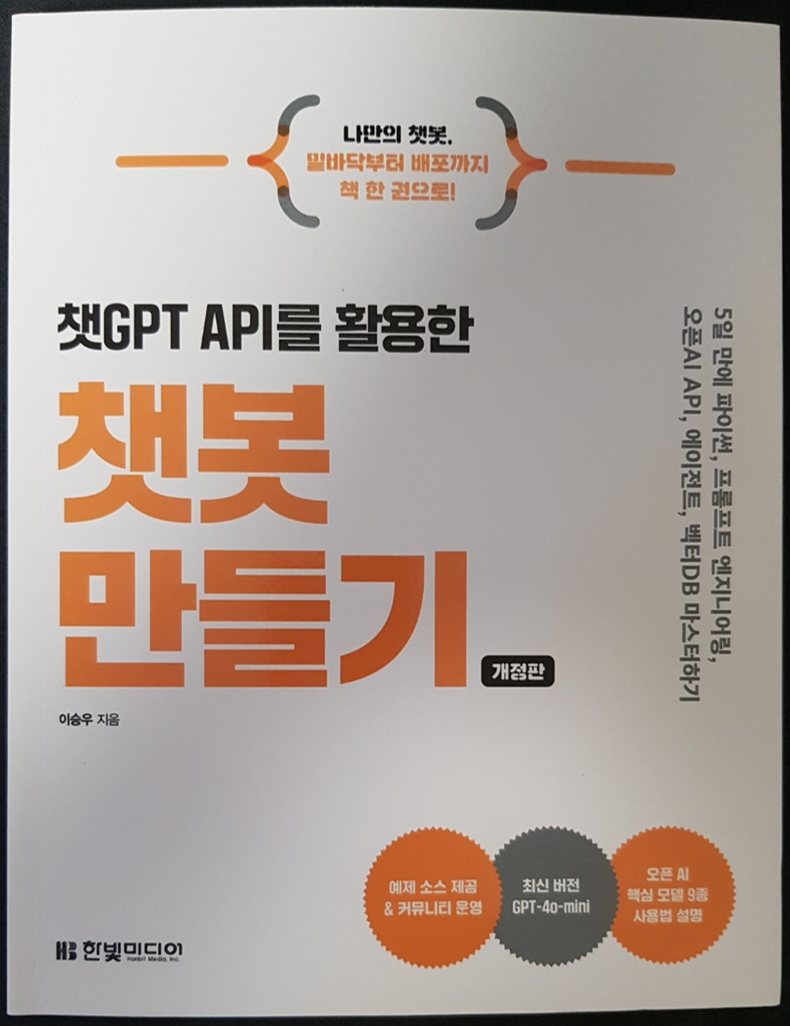 나만의 챗봇,
밑바닥부터 배포까지
책 한 권으로!
챗GPT API를 활용한
챗봇
만들기
개정판
이승우 지음
5일 만에 파이썬, 프롬프트 엔지니어링,
오픈AI API, 에이전트, 벡터DB 마스터하기
예제 소스 제공
& 커뮤니티 운영
최신 버전
GPT-4o-mini
오픈 AI
핵심 모델 9종
사용법 설명
HB 한빛미디어
Hanbit Media, Inc.